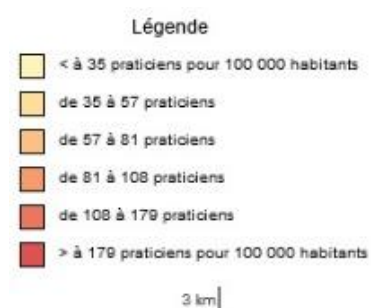 Légende
< à 35 praticiens pour 100 000 habitants
de 35 à 57 praticiens
de 57 à 81 praticiens
de 81 à 108 praticiens
de 108 à 179 praticiens
> à 179 praticiens pour 100 000 habitants
3 km